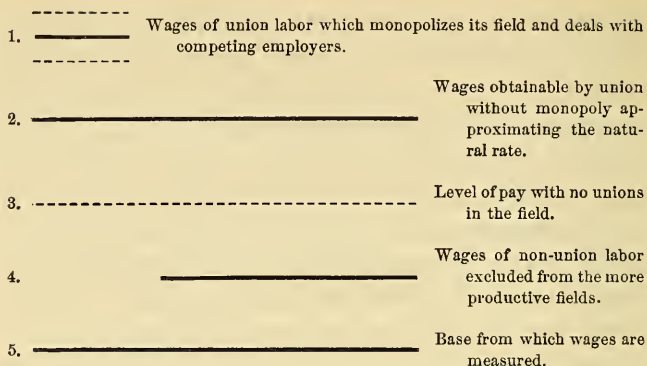 1. Wages of union labor which monopolizes its field and deals with
competing employers.
2. Wages obtainable by union
without monopoly ap-
proximating the natu-
ral rate.
3. Level of pay with no unions
in the field.
4. Wages of non-union labor
excluded from the more
productive fields.
5. Base from which wages are
measured.